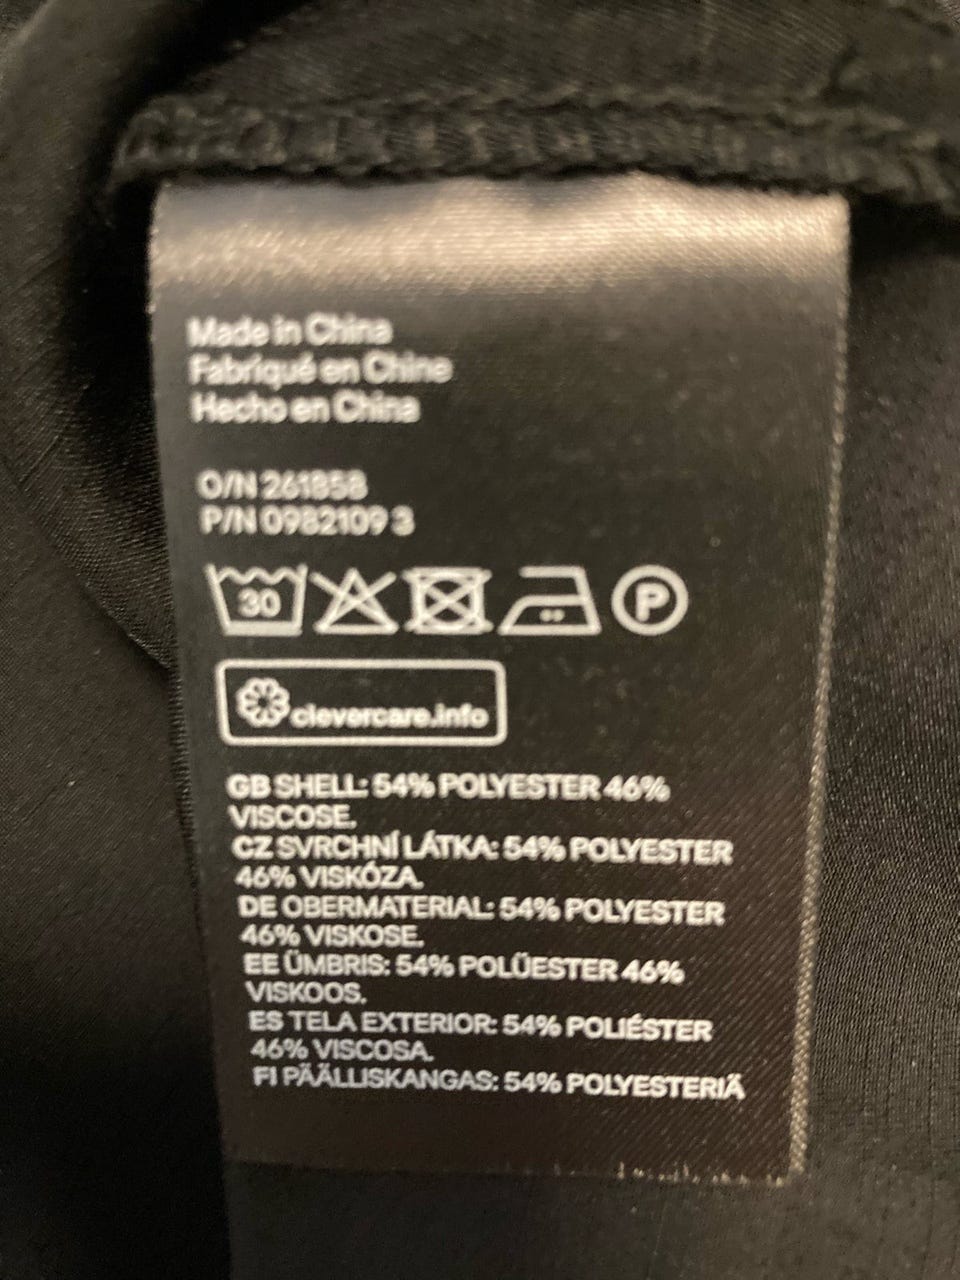 Made in China
Fabriqué en Chine
Hecho en China
O/N 261858
P/N 0982109 3
30 P
clevercare.info
GB SHELL: 54% POLYESTER 46%
VISCOSE.
CZ SVRCHNÍ LÁTKA: 54% POLYESTER
46% VISKÓZA.
DE OBERMATERIAL: 54% POLYESTER
46% VISKOSE.
EE ÜMBRIS: 54% POLÜESTER 46%
VISKOOS.
ES TELA EXTERIOR: 54% POLIÉSTER
46% VISCOSA.
FI PÄÄLLISKANGAS: 54% POLYESTERIÄ